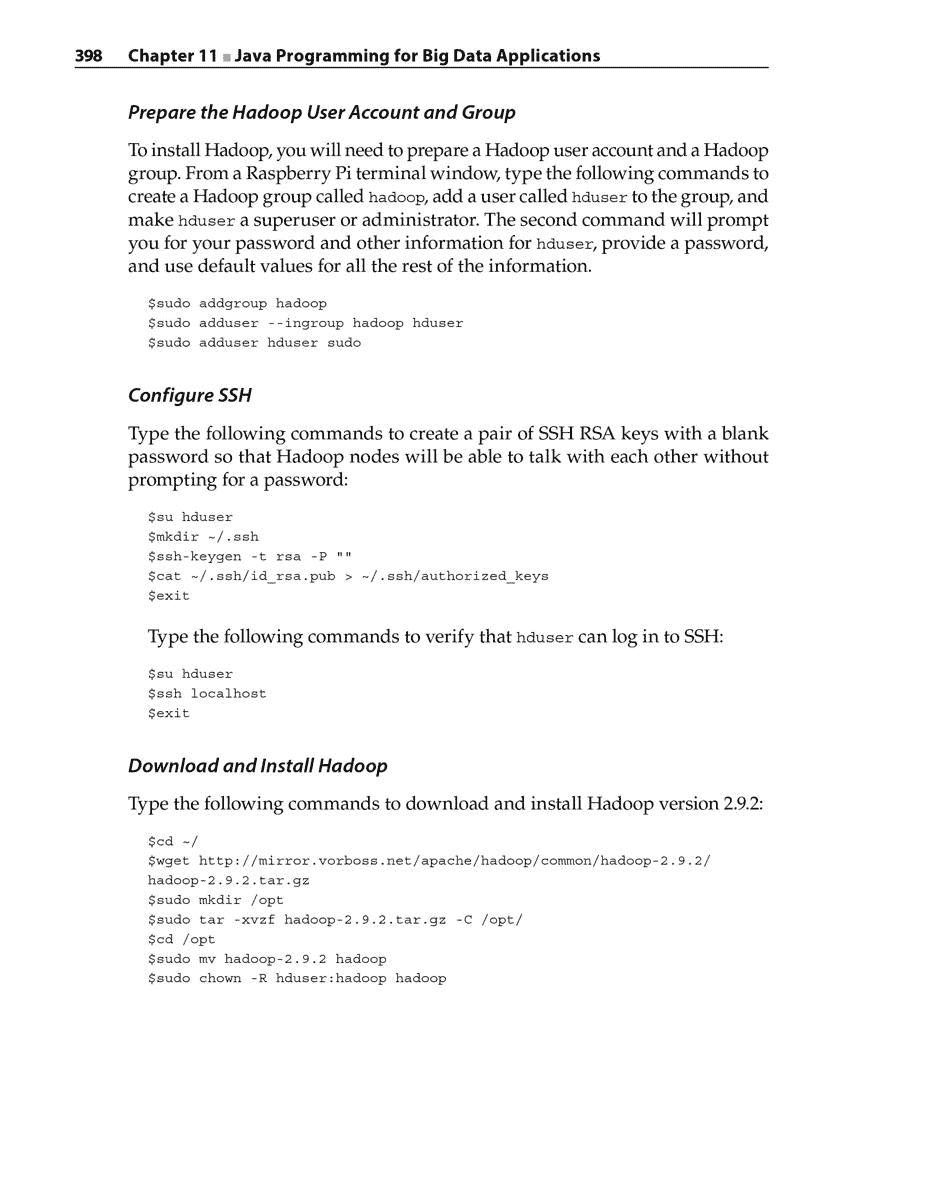 398 Chapter 11 ■ Java Programming for Big Data Applications
Prepare the Hadoop User Account and Group
To install Hadoop, you will need to prepare a Hadoop user account and a Hadoop
group. From a Raspberry Pi terminal window, type the following commands to
create a Hadoop group called hadoop, add a user called hduser to the group, and
make hduser a superuser or administrator. The second command will prompt
you for your password and other information for hduser, provide a password,
and use default values for all the rest of the information.
$sudo addgroup hadoop
$sudo adduser --ingroup hadoop hduser
$sudo adduser hduser sudo
Configure SSH
Type the following commands to create a pair of SSH RSA keys with a blank
password so that Hadoop nodes will be able to talk with each other without
prompting for a password:
$su hduser
$mkdir ~/.ssh
$ssh-keygen -t rsa -P ""
$cat ~/.ssh/id_rsa.pub > ~/.ssh/authorized_keys
$exit
Type the following commands to verify that hduser can log in to SSH:
$su hduser
$ssh localhost
$exit
Download and Install Hadoop
Type the following commands to download and install Hadoop version 2.9.2:
$cd ~/
$wget http://mirror.vorboss.net/apache/hadoop/common/hadoop-2.9.2/
hadoop-2.9.2.tar.gz
$sudo mkdir /opt
$sudo tar -xvzf hadoop-2.9.2.tar.gz -C /opt/
$cd /opt
$sudo mv hadoop-2.9.2 hadoop
$sudo chown -R hduser:hadoop hadoop